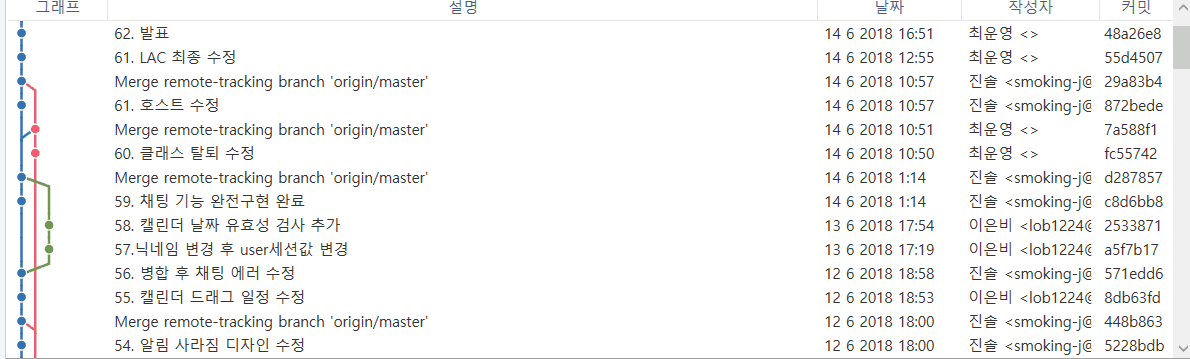 그래프 설명 날짜 작성자 커밋
62. 발표 14 6 2018 16:51 최운영 <> 48a26e8
61. LAC 최종 수정 14 6 2018 12:55 최운영 <> 55d4507
Merge remote-tracking branch 'origin/master' 14 6 2018 10:57 진솔 <smoking-j@ 29a83b4
61. 호스트 수정 14 6 2018 10:57 진솔 <smoking-j@ 872bede
Merge remote-tracking branch 'origin/master' 14 6 2018 10:51 최운영 <> 7a588f1
60. 클래스 탈퇴 수정 14 6 2018 10:50 최운영 <> fc55742
Merge remote-tracking branch 'origin/master' 14 6 2018 1:14 진솔 <smoking-j@ d287857
59. 채팅 기능 완전구현 완료 14 6 2018 1:14 진솔 <smoking-j@ c8d6bb8
58. 캘린더 날짜 유효성 검사 추가 13 6 2018 17:54 이은비 <lob1224@ 2533871
57.닉네임 변경 후 user세션값 변경 13 6 2018 17:19 이은비 <lob1224@ a5f7b17
56. 병합 후 채팅 에러 수정 12 6 2018 18:58 진솔 <smoking-j@ 571edd6
55. 캘린더 드래그 일정 수정 12 6 2018 18:53 이은비 <lob1224@ 8db63fd
Merge remote-tracking branch 'origin/master' 12 6 2018 18:00 진솔 <smoking-j@ 448b863
54. 알림 사라짐 디자인 수정 12 6 2018 18:00 진솔 <smoking-j@ 5228bdb